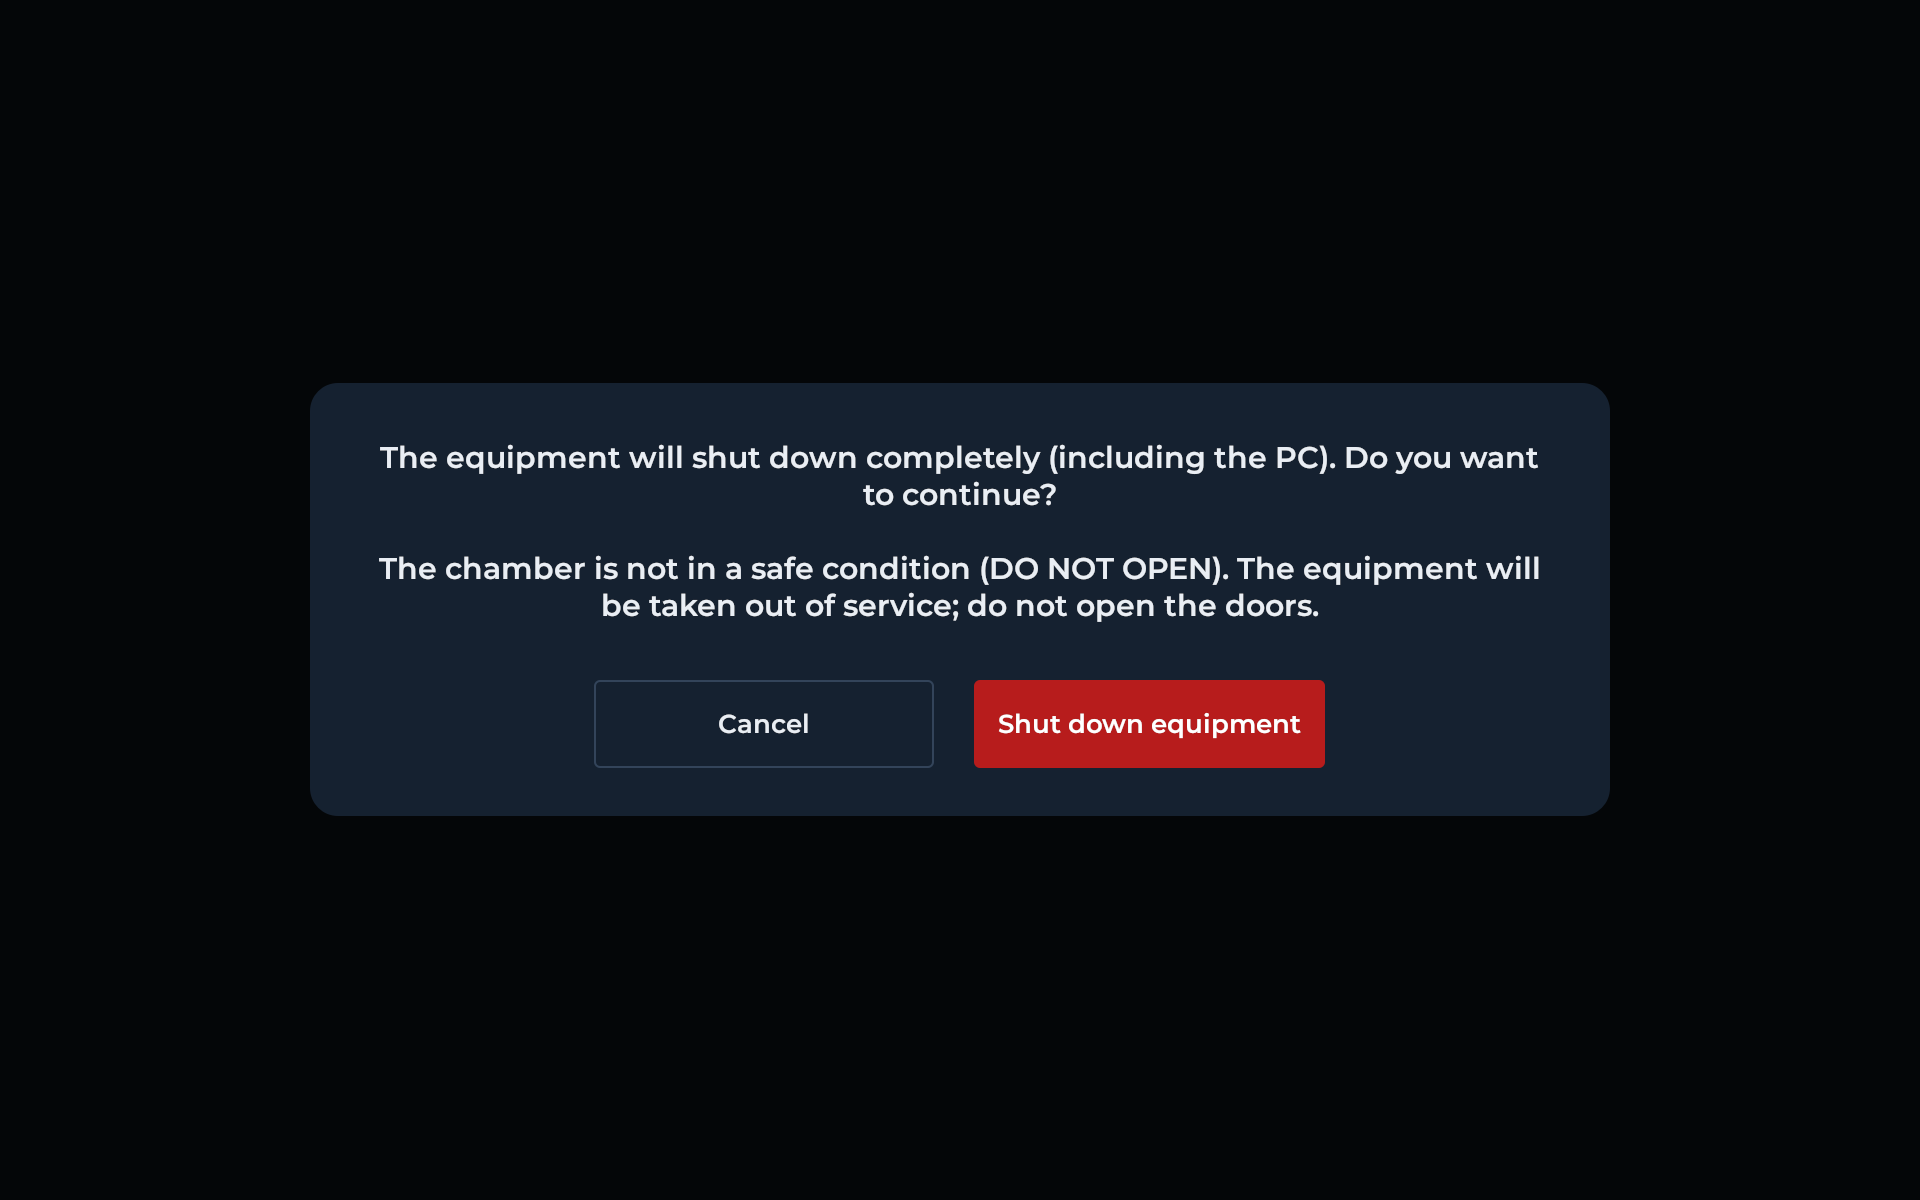 The equipment will shut down completely (including the PC). Do you want
to continue?
The chamber is not in a safe condition (DO NOT OPEN). The equipment will
be taken out of service; do not open the doors.
Cancel
Shut down equipment